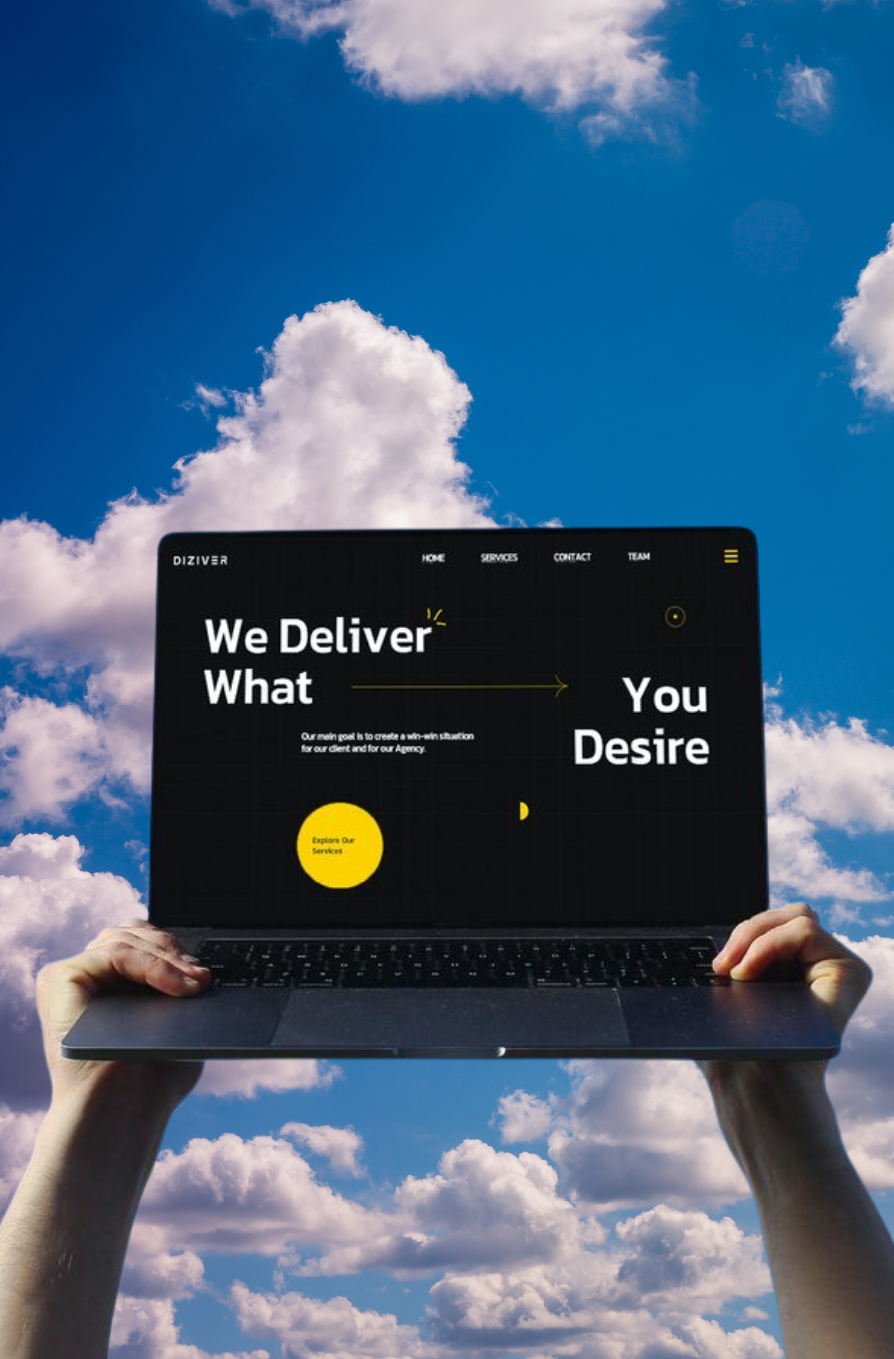 DIZIVER
HOME SERVICES CONTACT TEAM
We Deliver
What
You
Desire
Our main goal is to create a win-win situation
for our client and for our Agency.
Explore Our
Services